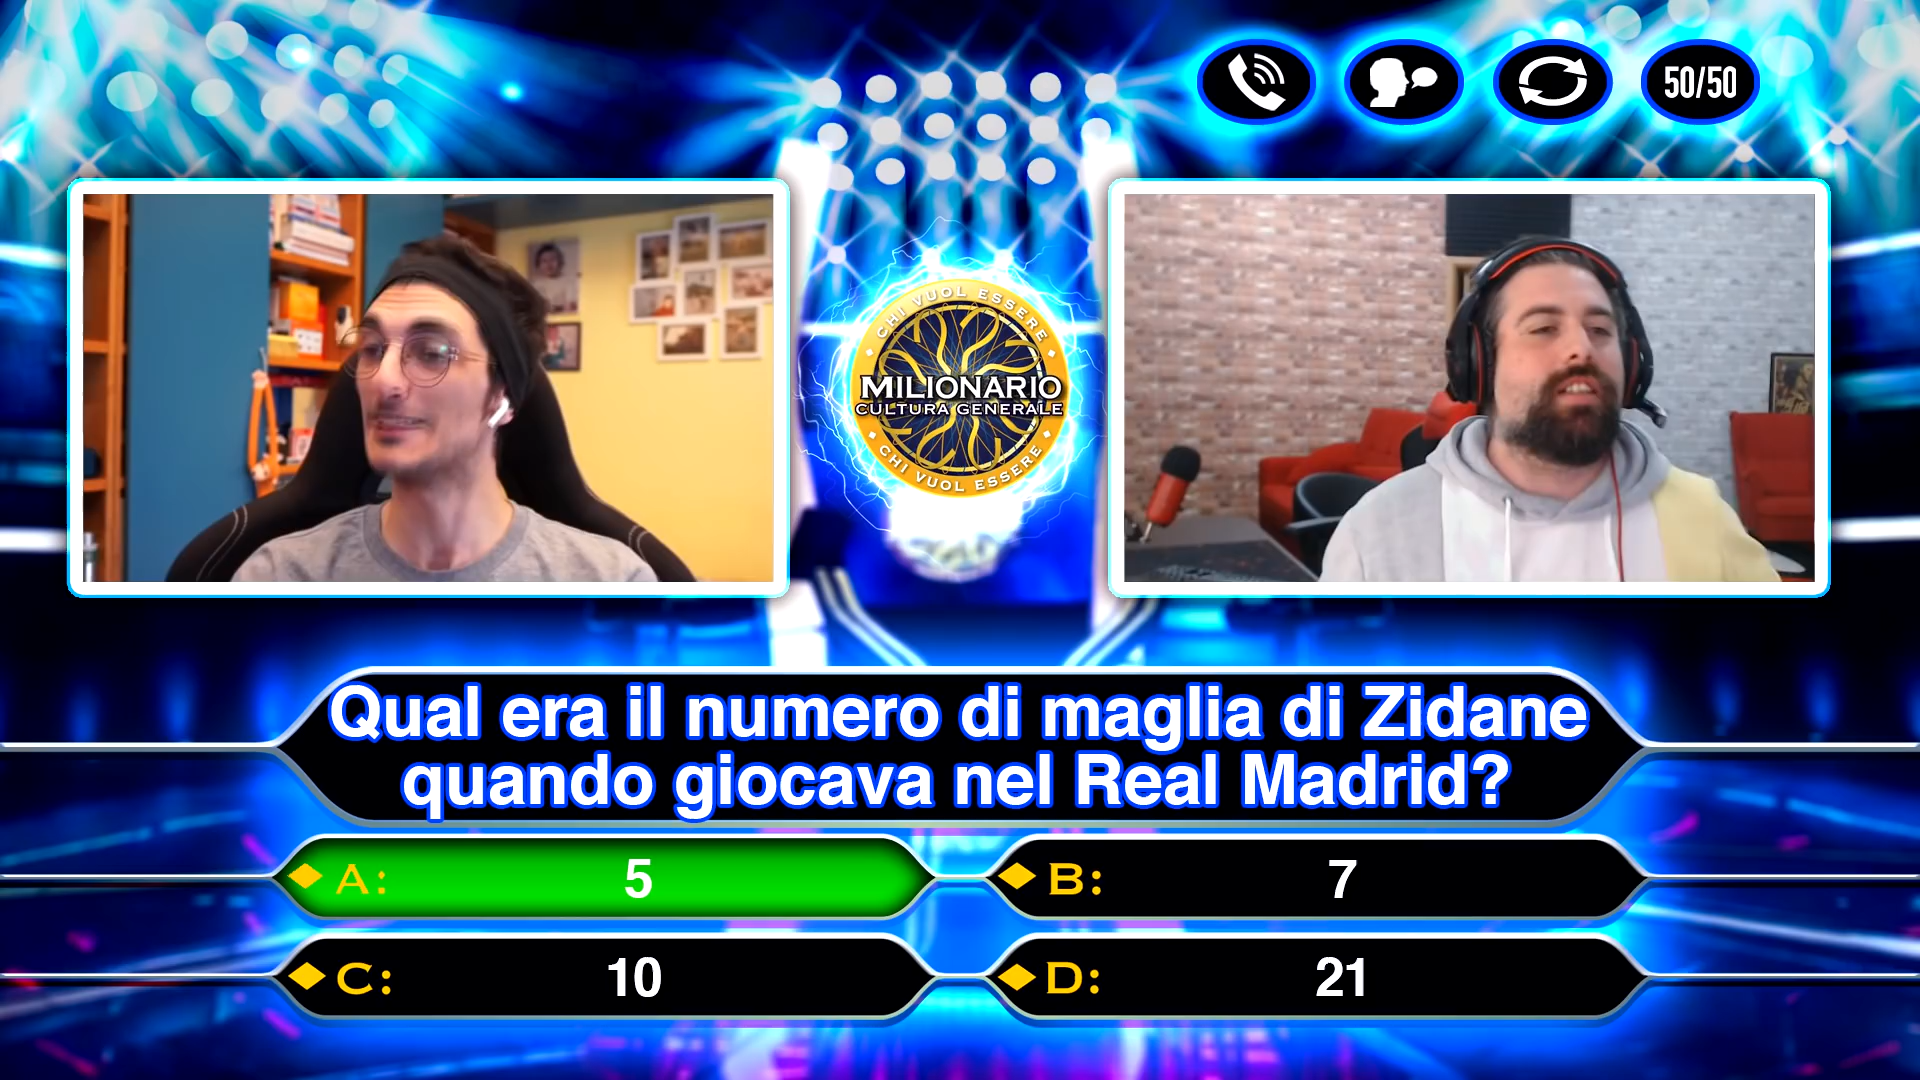 50/50
CHI VUOL ESSERE
MILIONARIO
CULTURA GENERALE
CHI VUOL ESSERE
Qual era il numero di maglia di Zidane
quando giocava nel Real Madrid?
A: 5
B: 7
C: 10
D: 21